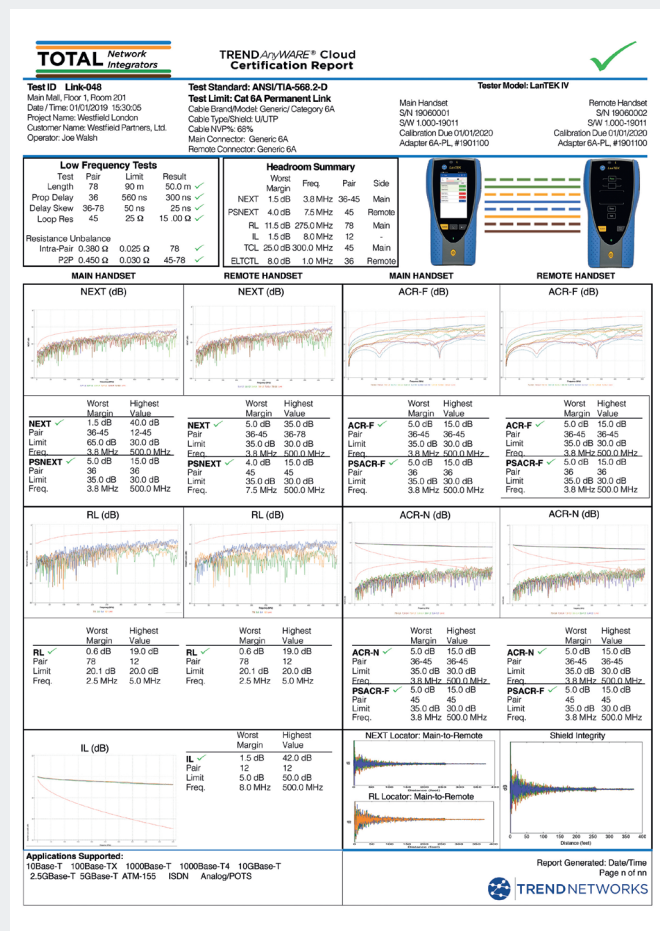 TOTAL Network Integrators
TREND AnyWARE® Cloud
Certification Report
Test ID Link-048
Main Mall, Floor 1, Room 201
Date / Time: 01/01/2019 15:30:05
Project Name: Westfield London
Customer Name: Westfield Partners, Ltd.
Operator: Joe Walsh
Test Standard: ANSI/TIA-568.2-D
Test Limit: Cat 6A Permanent Link
Cable Brand/Model: Generic/ Category 6A
Cable Type/Shield: U/UTP
Cable NVP%: 68%
Main Connector: Generic 6A
Remote Connector: Generic 6A
Tester Model: LanTEK IV
Main Handset
S/N 19060001
S/W 1.000-19011
Calibration Due 01/01/2020
Adapter 6A-PL, #1901100
Remote Handset
S/N 19060002
S/W 1.000-19011
Calibration Due 01/01/2020
Adapter 6A-PL, #1901100
Low Frequency Tests
Test Pair Limit Result
Length 78 90 m 50.0 m
Prop Delay 36 560 ns 300 ns
Delay Skew 36-78 50 ns 25 ns
Loop Res 45 25 Ω 15 .00 Ω
Resistance Unbalance
Intra-Pair 0.380 Ω 0.025 Ω 78
P2P 0.450 Ω 0.030 Ω 45-78
Headroom Summary
Worst
Margin Freq. Pair Side
NEXT 1.5 dB 3.8 MHz 36-45 Main
PSNEXT 4.0 dB 7.5 MHz 45 Remote
RL 11.5 dB 275.0 MHz 78 Main
IL 1.5 dB 8.0 MHz 12 -
TCL 25.0 dB 300.0 MHz 45 Main
ELTCTL 8.0 dB 1.0 MHz 36 Remote
MAIN HANDSET REMOTE HANDSET MAIN HANDSET REMOTE HANDSET
NEXT (dB) NEXT (dB) ACR-F (dB) ACR-F (dB)
Worst Highest
Margin Value
NEXT 1.5 dB 40.0 dB
Pair 36-45 12-45
Limit 65.0 dB 30.0 dB
Freq. 3.8 MHz 500.0 MHz
PSNEXT 5.0 dB 15.0 dB
Pair 36 36
Limit 35.0 dB 30.0 dB
Freq. 3.8 MHz 500.0 MHz
Worst Highest
Margin Value
NEXT 5.0 dB 35.0 dB
Pair 36-45 36-78
Limit 35.0 dB 30.0 dB
Freq. 3.8 MHz 500.0 MHz
PSNEXT 4.0 dB 15.0 dB
Pair 45 45
Limit 35.0 dB 30.0 dB
Freq. 7.5 MHz 500.0 MHz
Worst Highest
Margin Value
ACR-F 5.0 dB 15.0 dB
Pair 36-45 36-45
Limit 35.0 dB 30.0 dB
Freq. 3.8 MHz 500.0 MHz
PSACR-F 5.0 dB 15.0 dB
Pair 36 36
Limit 35.0 dB 30.0 dB
Freq. 3.8 MHz 500.0 MHz
Worst Highest
Margin Value
ACR-F 5.0 dB 15.0 dB
Pair 36-45 36-45
Limit 35.0 dB 30.0 dB
Freq. 3.8 MHz 500.0 MHz
PSACR-F 5.0 dB 15.0 dB
Pair 36 36
Limit 35.0 dB 30.0 dB
Freq. 3.8 MHz 500.0 MHz
RL (dB) RL (dB) ACR-N (dB) ACR-N (dB)
Worst Highest
Margin Value
RL 0.6 dB 19.0 dB
Pair 78 12
Limit 20.1 dB 20.0 dB
Freq. 2.5 MHz 5.0 MHz
Worst Highest
Margin Value
RL 0.6 dB 19.0 dB
Pair 78 12
Limit 20.1 dB 20.0 dB
Freq. 2.5 MHz 5.0 MHz
Worst Highest
Margin Value
ACR-N 5.0 dB 15.0 dB
Pair 36-45 36-45
Limit 35.0 dB 30.0 dB
Freq. 3.8 MHz 500.0 MHz
PSACR-F 5.0 dB 15.0 dB
Pair 45 45
Limit 35.0 dB 30.0 dB
Freq. 3.8 MHz 500.0 MHz
Worst Highest
Margin Value
ACR-N 5.0 dB 15.0 dB
Pair 36-45 36-45
Limit 35.0 dB 30.0 dB
Freq. 3.8 MHz 500.0 MHz
PSACR-F 5.0 dB 15.0 dB
Pair 45 45
Limit 35.0 dB 30.0 dB
Freq. 3.8 MHz 500.0 MHz
IL (dB)
Worst Highest
Margin Value
IL 1.5 dB 42.0 dB
Pair 12 12
Limit 5.0 dB 50.0 dB
Freq. 8.0 MHz 500.0 MHz
NEXT Locator: Main-to-Remote
RL Locator: Main-to-Remote
Shield Integrity
0 50 100 150 200 250 300 350 400
Distance (feet)
Applications Supported:
10Base-T 100Base-TX 1000Base-T 1000Base-T4 10GBase-T
2.5GBase-T 5GBase-T ATM-155 ISDN Analog/POTS
Report Generated: Date/Time
Page n of nn
TREND NETWORKS